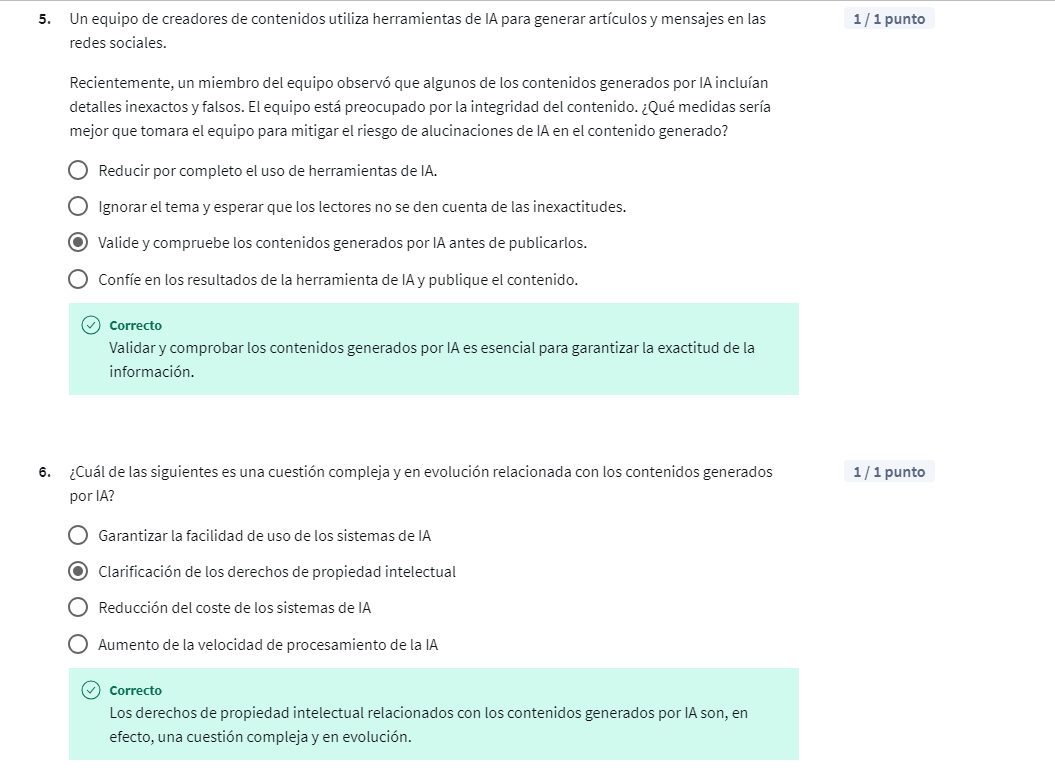 5. Un equipo de creadores de contenidos utiliza herramientas de IA para generar artículos y mensajes en las 1 / 1 punto
redes sociales.
Recientemente, un miembro del equipo observó que algunos de los contenidos generados por IA incluían
detalles inexactos y falsos. El equipo está preocupado por la integridad del contenido. ¿Qué medidas sería
mejor que tomara el equipo para mitigar el riesgo de alucinaciones de IA en el contenido generado?
Reducir por completo el uso de herramientas de IA.
Ignorar el tema y esperar que los lectores no se den cuenta de las inexactitudes.
Valide y compruebe los contenidos generados por IA antes de publicarlos.
Confíe en los resultados de la herramienta de IA y publique el contenido.
Correcto
Validar y comprobar los contenidos generados por IA es esencial para garantizar la exactitud de la
información.
6. ¿Cuál de las siguientes es una cuestión compleja y en evolución relacionada con los contenidos generados 1 / 1 punto
por IA?
Garantizar la facilidad de uso de los sistemas de IA
Clarificación de los derechos de propiedad intelectual
Reducción del coste de los sistemas de IA
Aumento de la velocidad de procesamiento de la IA
Correcto
Los derechos de propiedad intelectual relacionados con los contenidos generados por IA son, en
efecto, una cuestión compleja y en evolución.